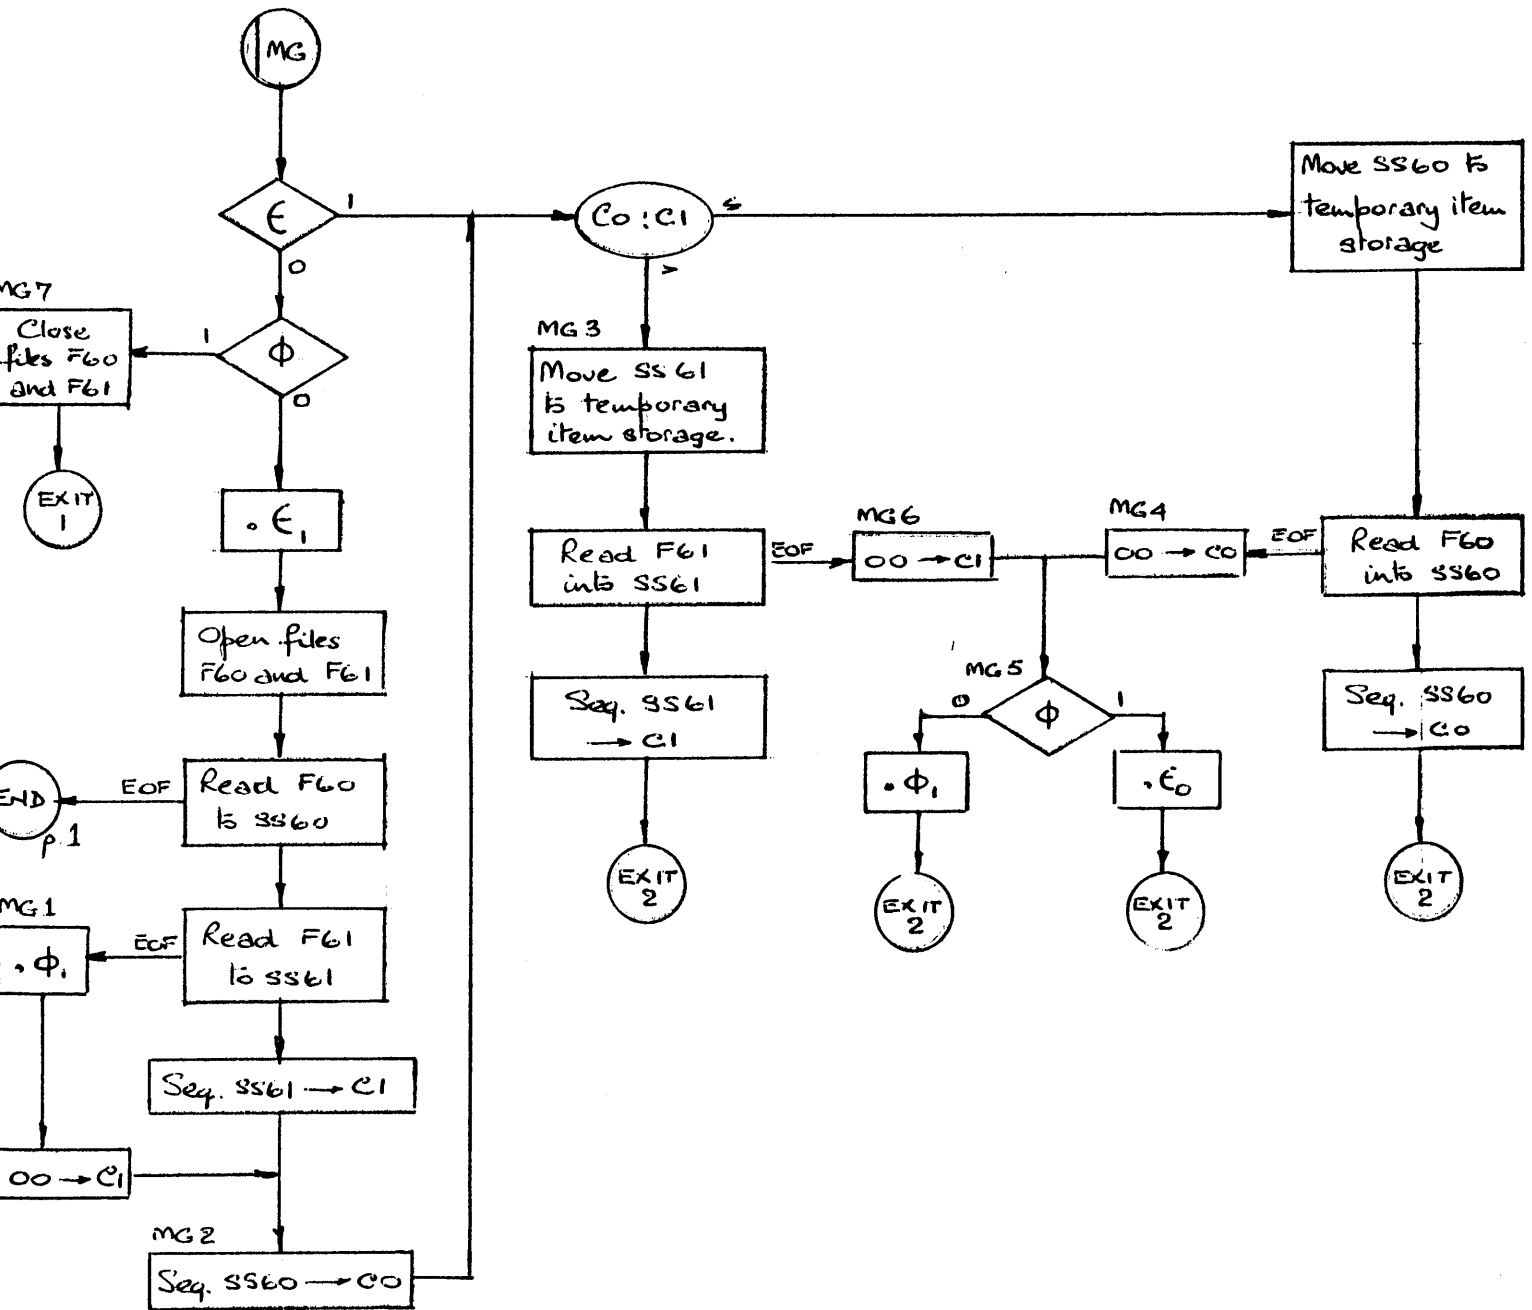 MG
ϵ
1
0
MG7
Close
files F60
and F61
EXIT
1
1
ϕ
0
. ϵ1
Open files
F60 and F61
Read F60
to SS60
EOF
END
p.1
Read F61
to SS61
EOF
MG1
. ϕ1
Seq. SS61 → C1
00 → C1
MG2
Seq. SS60 → C0
C0 : C1
≤
>
MG3
Move SS61
to temporary
item storage.
Read F61
into SS61
EOF
Seq. SS61
→ C1
EXIT
2
MG6
00 → C1
MG4
00 → C0
EOF
MG5
ϕ
0
1
. ϕ1
. ϵ0
EXIT
2
EXIT
2
Move SS60 to
temporary item
storage
Read F60
into SS60
Seq. SS60
→ C0
EXIT
2